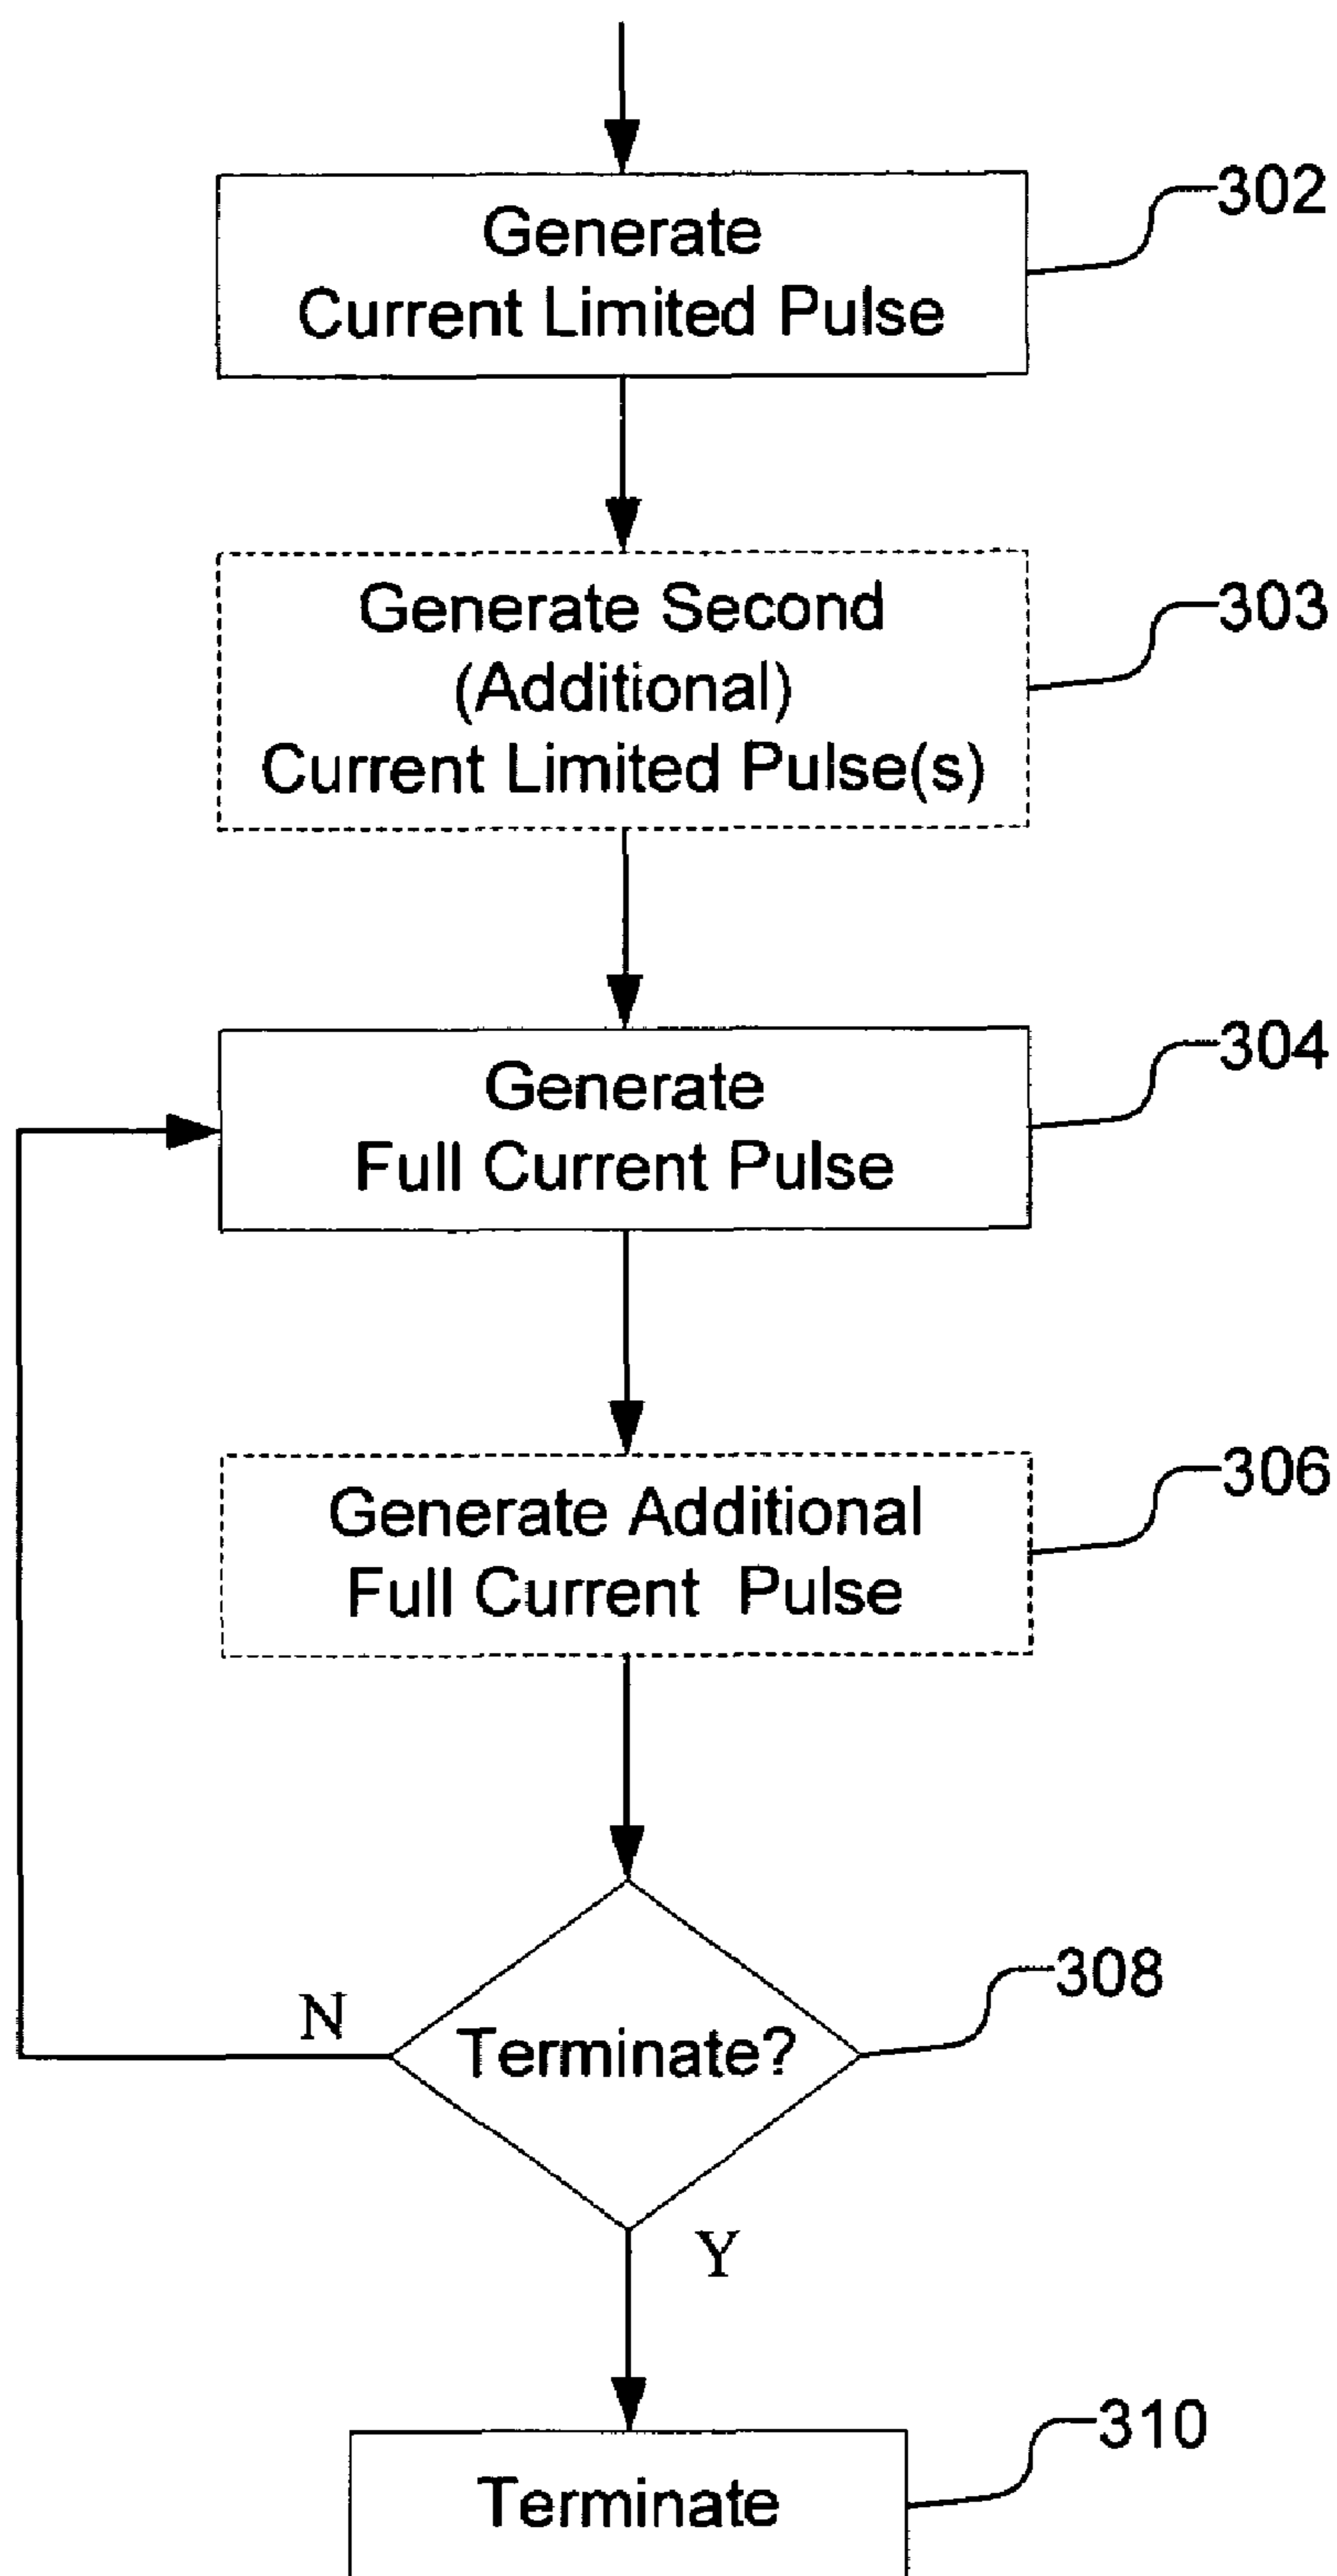 Generate
Current Limited Pulse
302
Generate Second
(Additional)
Current Limited Pulse(s)
303
Generate
Full Current Pulse
304
Generate Additional
Full Current Pulse
306
Terminate?
308
N
Y
Terminate
310